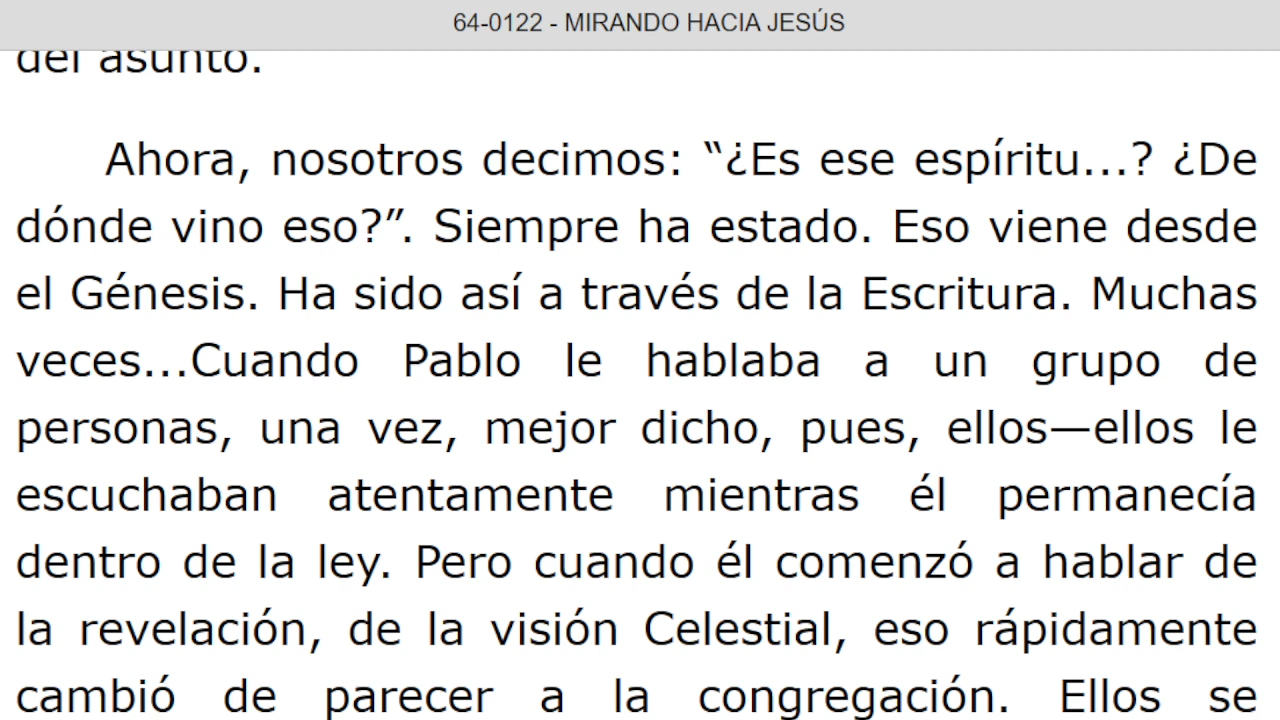 64-0122 - MIRANDO HACIA JESÚS
del asunto.
Ahora, nosotros decimos: “¿Es ese espíritu...? ¿De
dónde vino eso?”. Siempre ha estado. Eso viene desde
el Génesis. Ha sido así a través de la Escritura. Muchas
veces...Cuando Pablo le hablaba a un grupo de
personas, una vez, mejor dicho, pues, ellos—ellos le
escuchaban atentamente mientras él permanecía
dentro de la ley. Pero cuando él comenzó a hablar de
la revelación, de la visión Celestial, eso rápidamente
cambió de parecer a la congregación. Ellos se